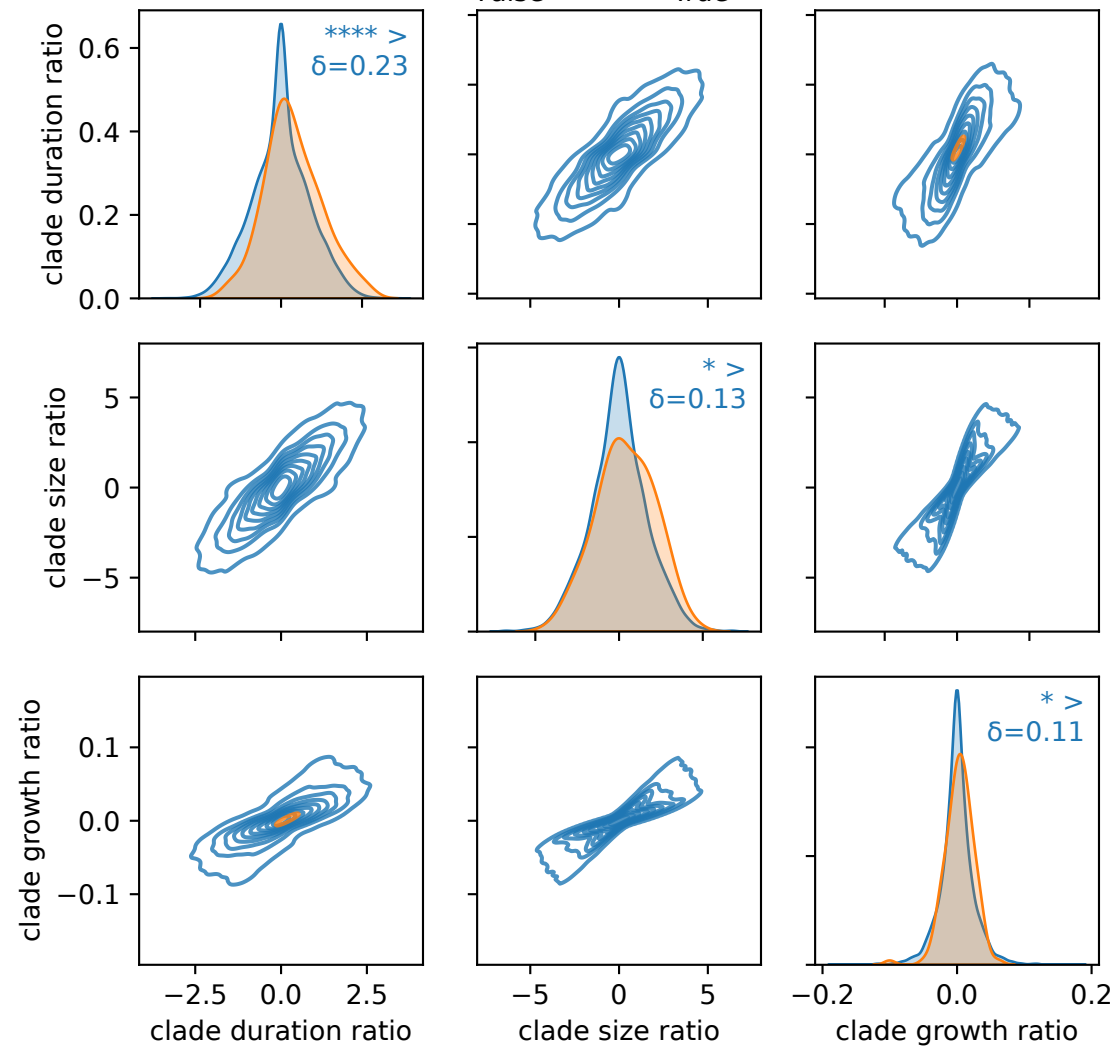 clade duration ratio
0.6
0.4
0.2
0.0
**** >
δ=0.23
clade size ratio
5
0
−5
* >
δ=0.13
clade growth ratio
0.1
0.0
−0.1
* >
δ=0.11
−2.5 0.0 2.5
−5 0 5
−0.2 0.0 0.2
clade duration ratio
clade size ratio
clade growth ratio